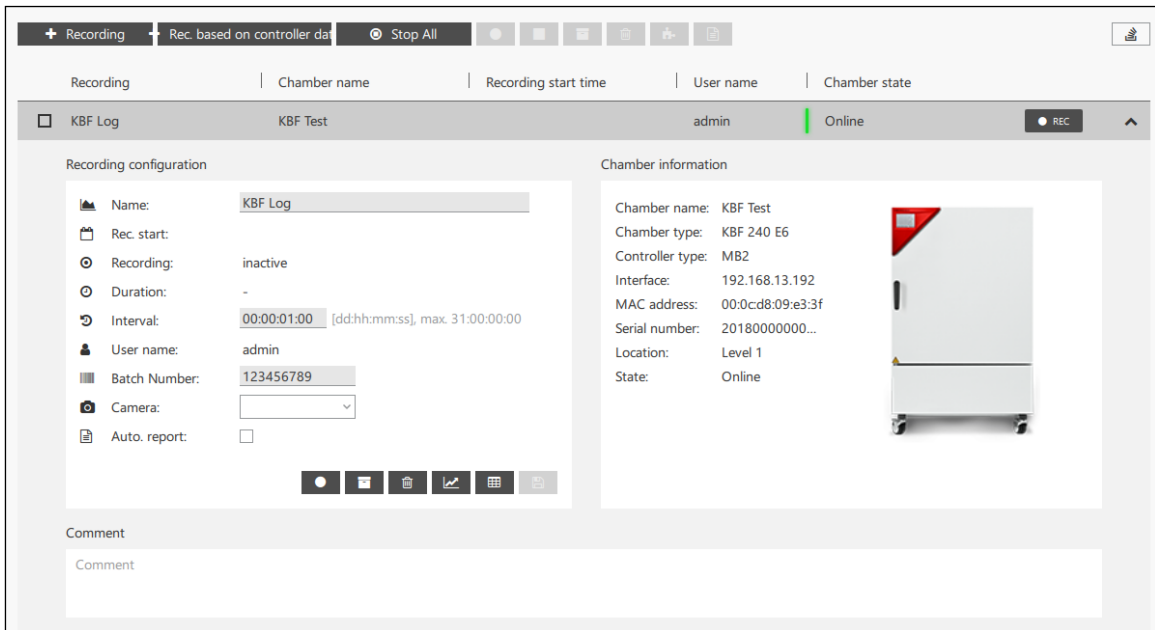 Recording Rec. based on controller dat Stop All
Recording Chamber name Recording start time User name Chamber state
KBF Log KBF Test admin Online REC
Recording configuration
Name: KBF Log
Rec. start:
Recording: inactive
Duration: -
Interval: 00:00:01:00 [dd:hh:mm:ss], max. 31:00:00:00
User name: admin
Batch Number: 123456789
Camera:
Auto. report:
Chamber information
Chamber name: KBF Test
Chamber type: KBF 240 E6
Controller type: MB2
Interface: 192.168.13.192
MAC address: 00:0c:d8:09:e3:3f
Serial number: 20180000000...
Location: Level 1
State: Online
Comment
Comment